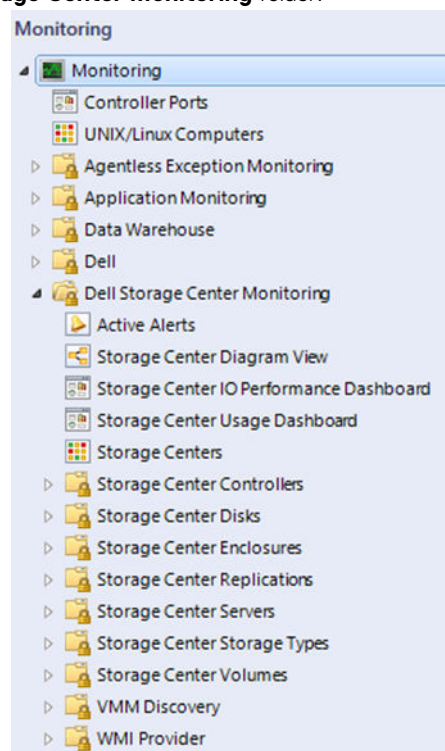 Center Monitoring folder.
Monitoring
Monitoring
Controller Ports
UNIX/Linux Computers
Agentless Exception Monitoring
Application Monitoring
Data Warehouse
Dell
Dell Storage Center Monitoring
Active Alerts
Storage Center Diagram View
Storage Center IO Performance Dashboard
Storage Center Usage Dashboard
Storage Centers
Storage Center Controllers
Storage Center Disks
Storage Center Enclosures
Storage Center Replications
Storage Center Servers
Storage Center Storage Types
Storage Center Volumes
VMM Discovery
WMI Provider